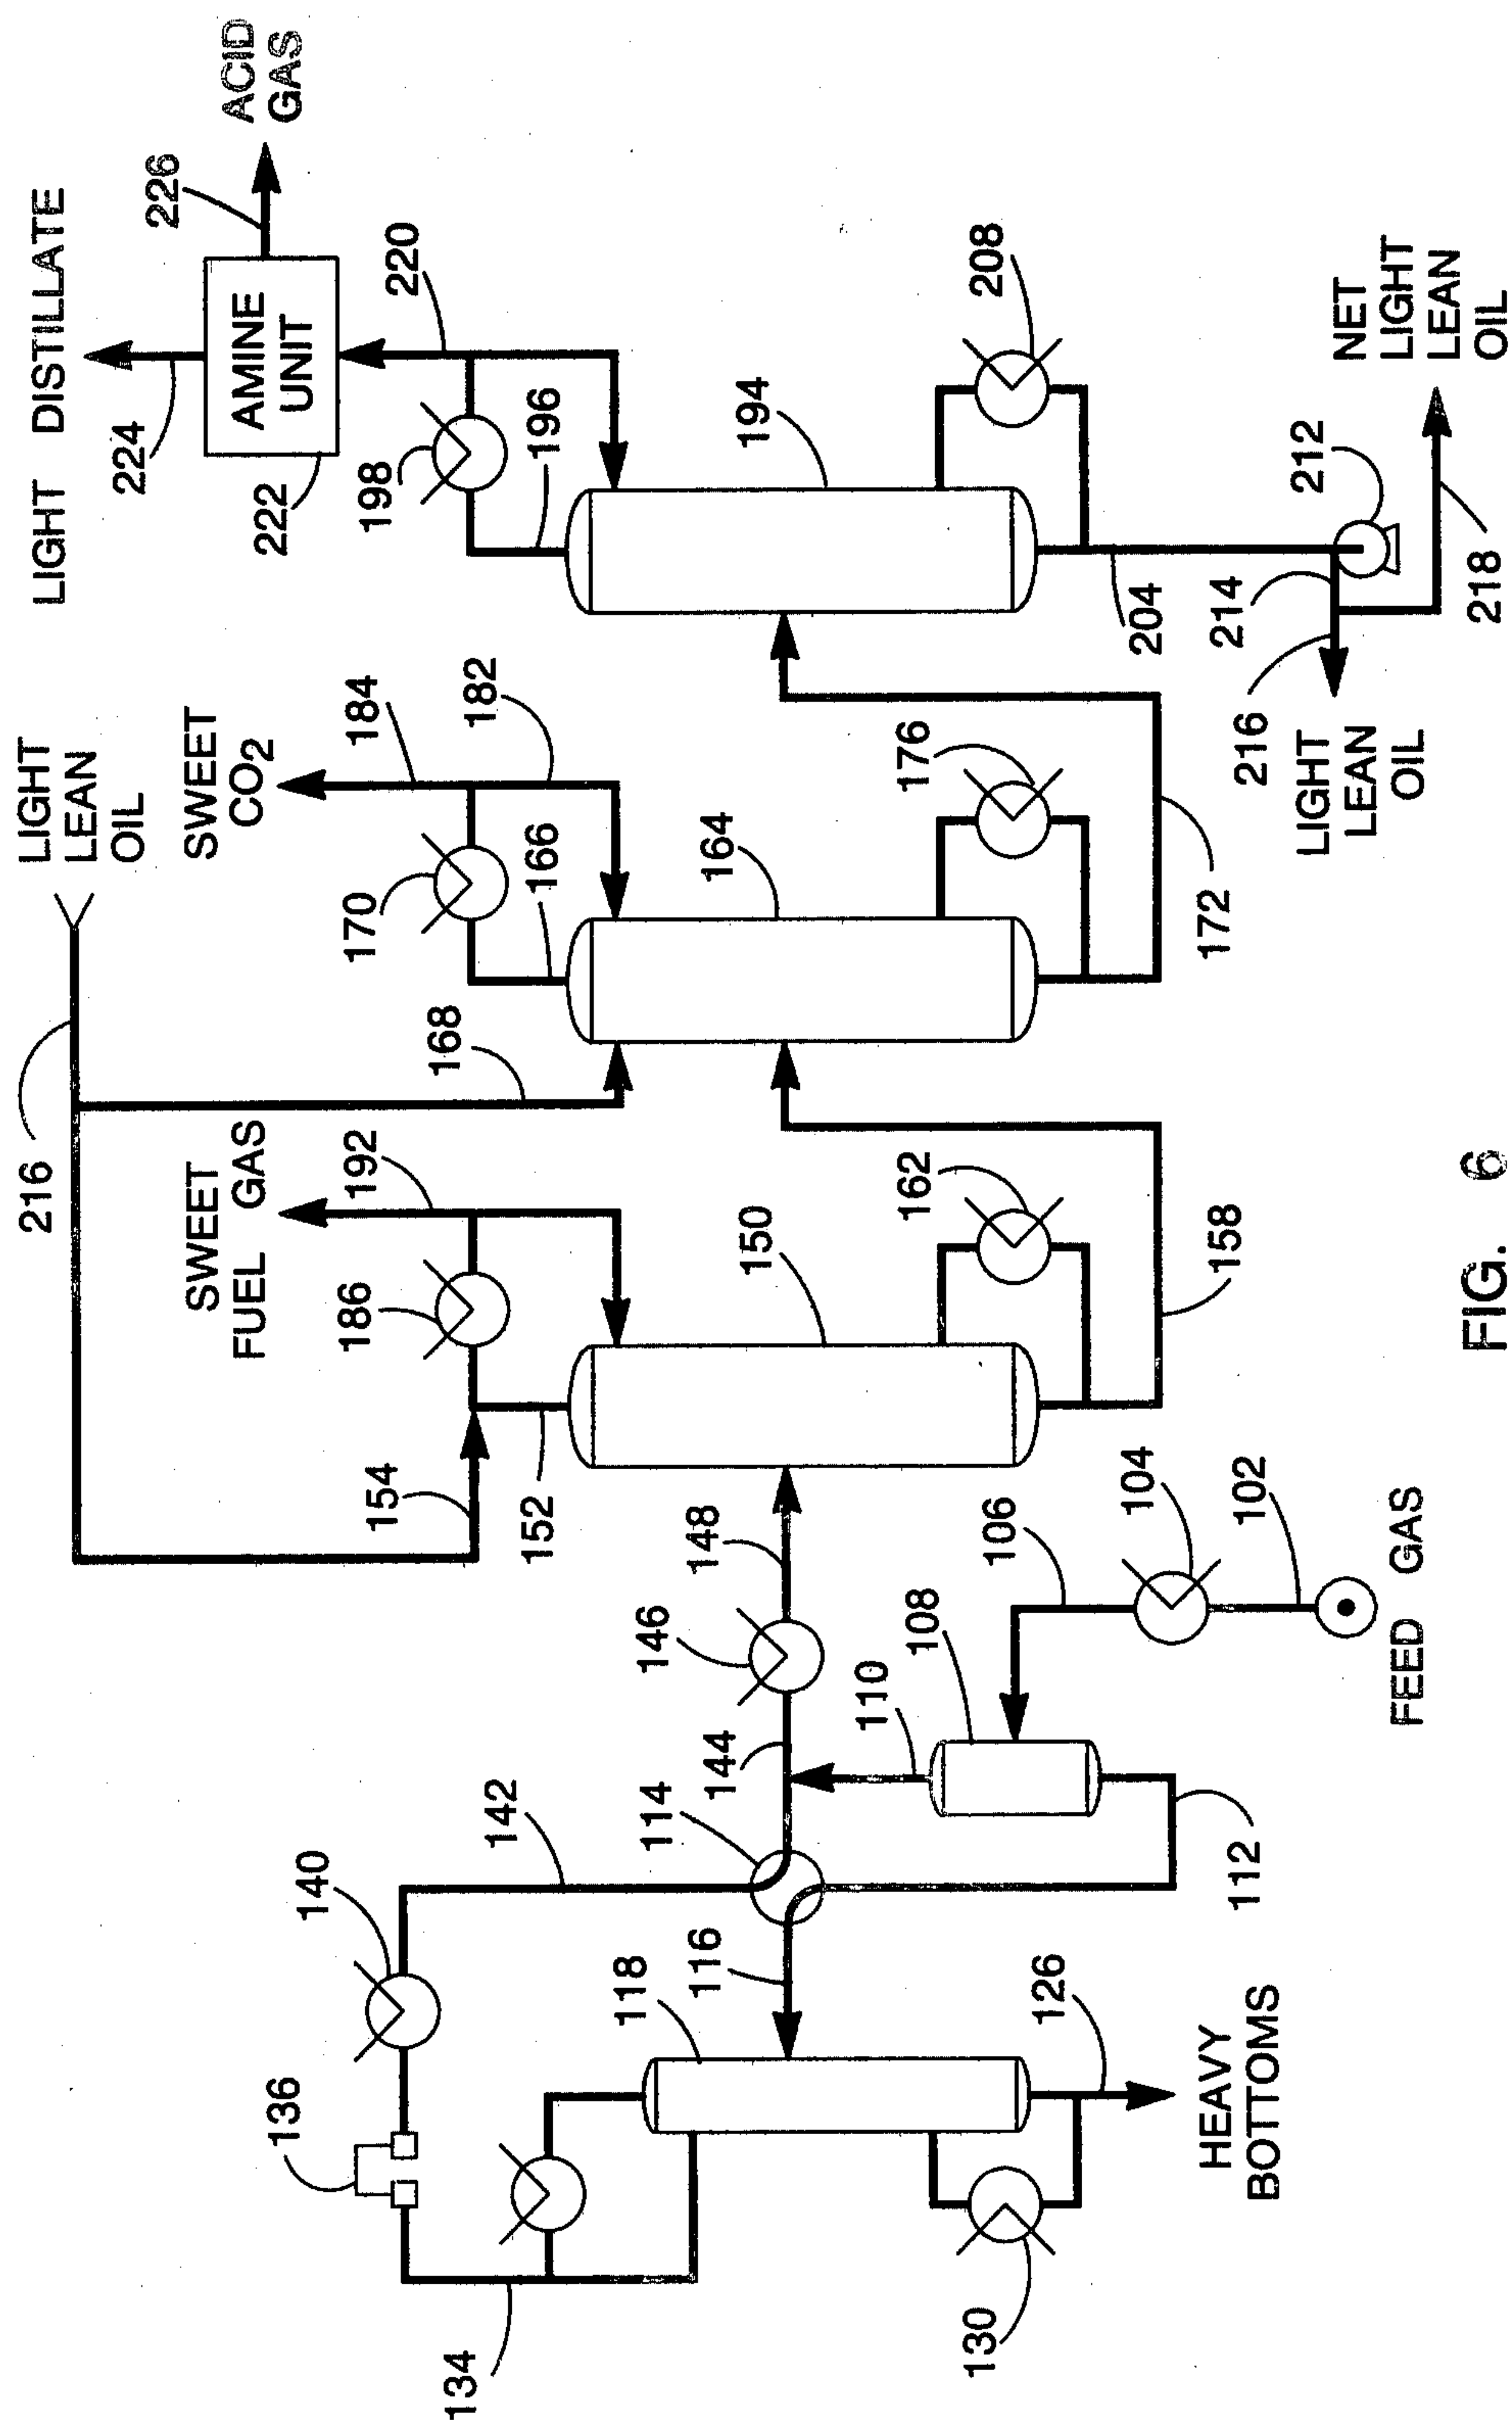 216
LIGHT
LEAN
OIL
LIGHT DISTILLATE
224
226
SWEET
FUEL GAS
SWEET
CO2
222
AMINE
UNIT
ACID
GAS
136
140
186
192
170
184
198
220
154
168
134
142
152
166
182
196
118
114
146
116
144
148
150
164
194
110
108
162
176
208
130
126
106
104
158
204
HEAVY
BOTTOMS
112
102
172
214
216
212
FEED GAS
LIGHT
LEAN
OIL
NET
LIGHT
LEAN
OIL
218
FIG. 6